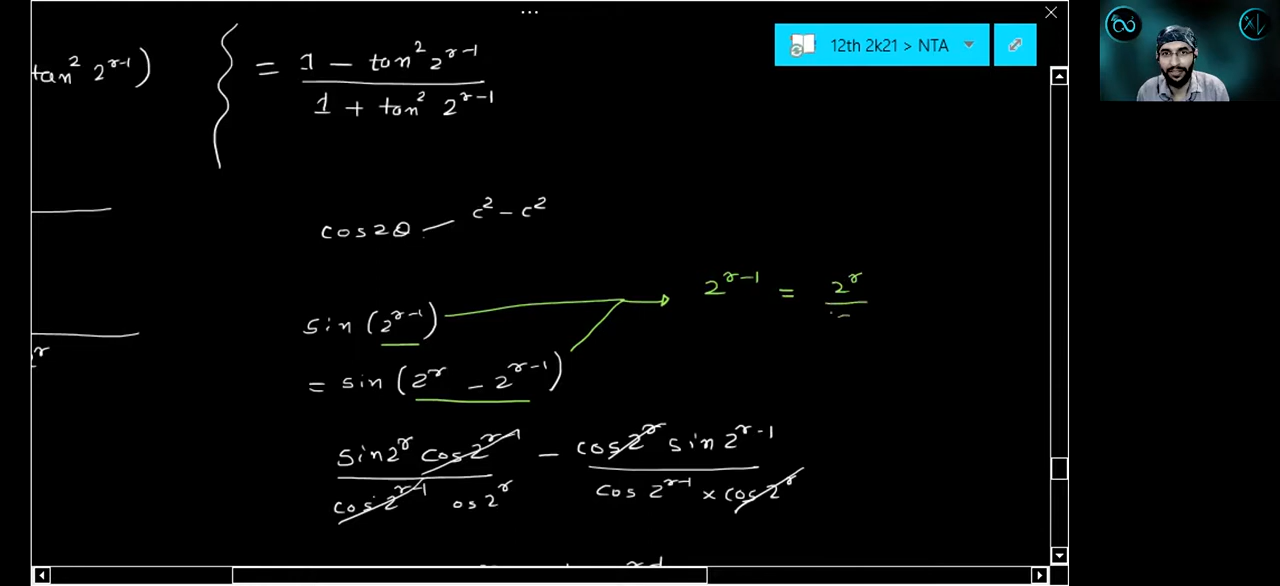 12th 2k21 > NTA
tan² 2^(r-1))
= (1 - tan² 2^(r-1)) / (1 + tan² 2^(r-1))
cos2θ — c² - c²
2^(r-1) = 2^r
sin (2^(r-1))
= sin (2^r - 2^(r-1))
(sin2^r cos2^(r-1)) / (cos2^(r-1) cos2^r) - (cos2^r sin 2^(r-1)) / (cos 2^(r-1) × cos2^r)